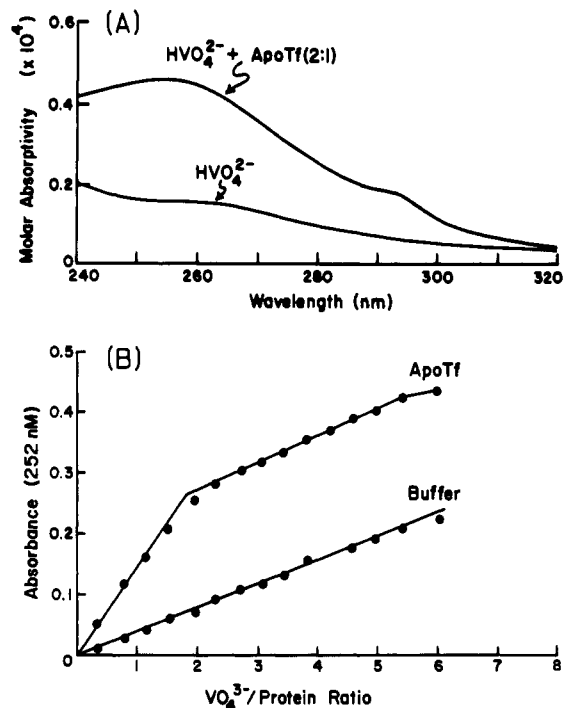 (A)
Molar Absorptivity (x 10⁴)
0.6
0.4
0.2
0
HVO₄²⁻ + ApoTf (2:1)
HVO₄²⁻
240 260 280 300 320
Wavelength (nm)
(B)
Absorbance (252 nM)
0.5
0.4
0.3
0.2
0.1
0
ApoTf
Buffer
1 2 3 4 5 6 7 8
VO₄³⁻/Protein Ratio